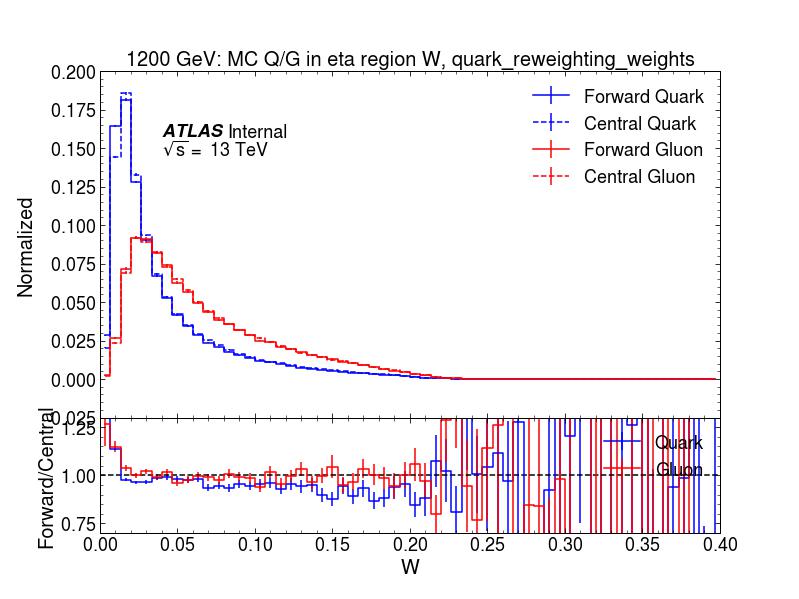 1200 GeV: MC Q/G in eta region W, quark_reweighting_weights
0.200
0.175
0.150
0.125
0.100
0.075
0.050
0.025
0.000
0.025
Normalized
ATLAS Internal
√s = 13 TeV
Forward Quark
Central Quark
Forward Gluon
Central Gluon
1.25
1.00
0.75
Forward/Central
Quark
Gluon
0.00 0.05 0.10 0.15 0.20 0.25 0.30 0.35 0.40
W